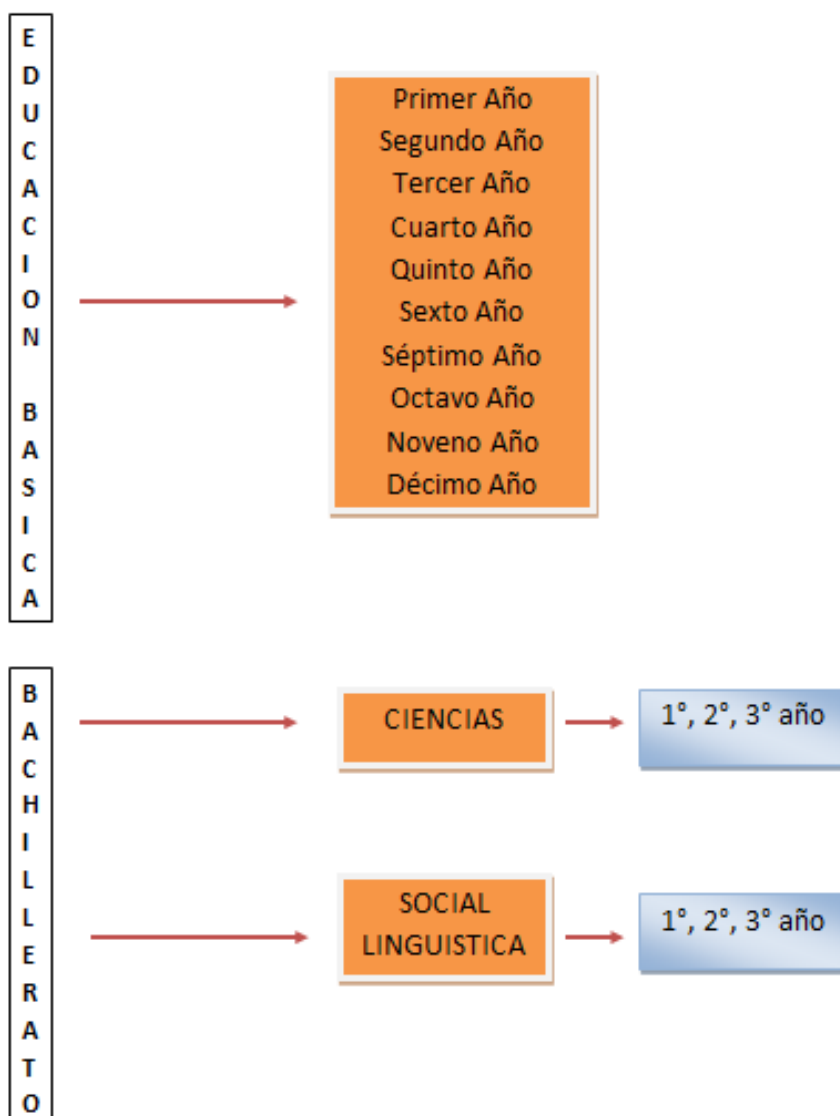 EDUCACION BASICA
Primer Año
Segundo Año
Tercer Año
Cuarto Año
Quinto Año
Sexto Año
Séptimo Año
Octavo Año
Noveno Año
Décimo Año
BACHILLERATO
CIENCIAS
1°, 2°, 3° año
SOCIAL
LINGUISTICA
1°, 2°, 3° año